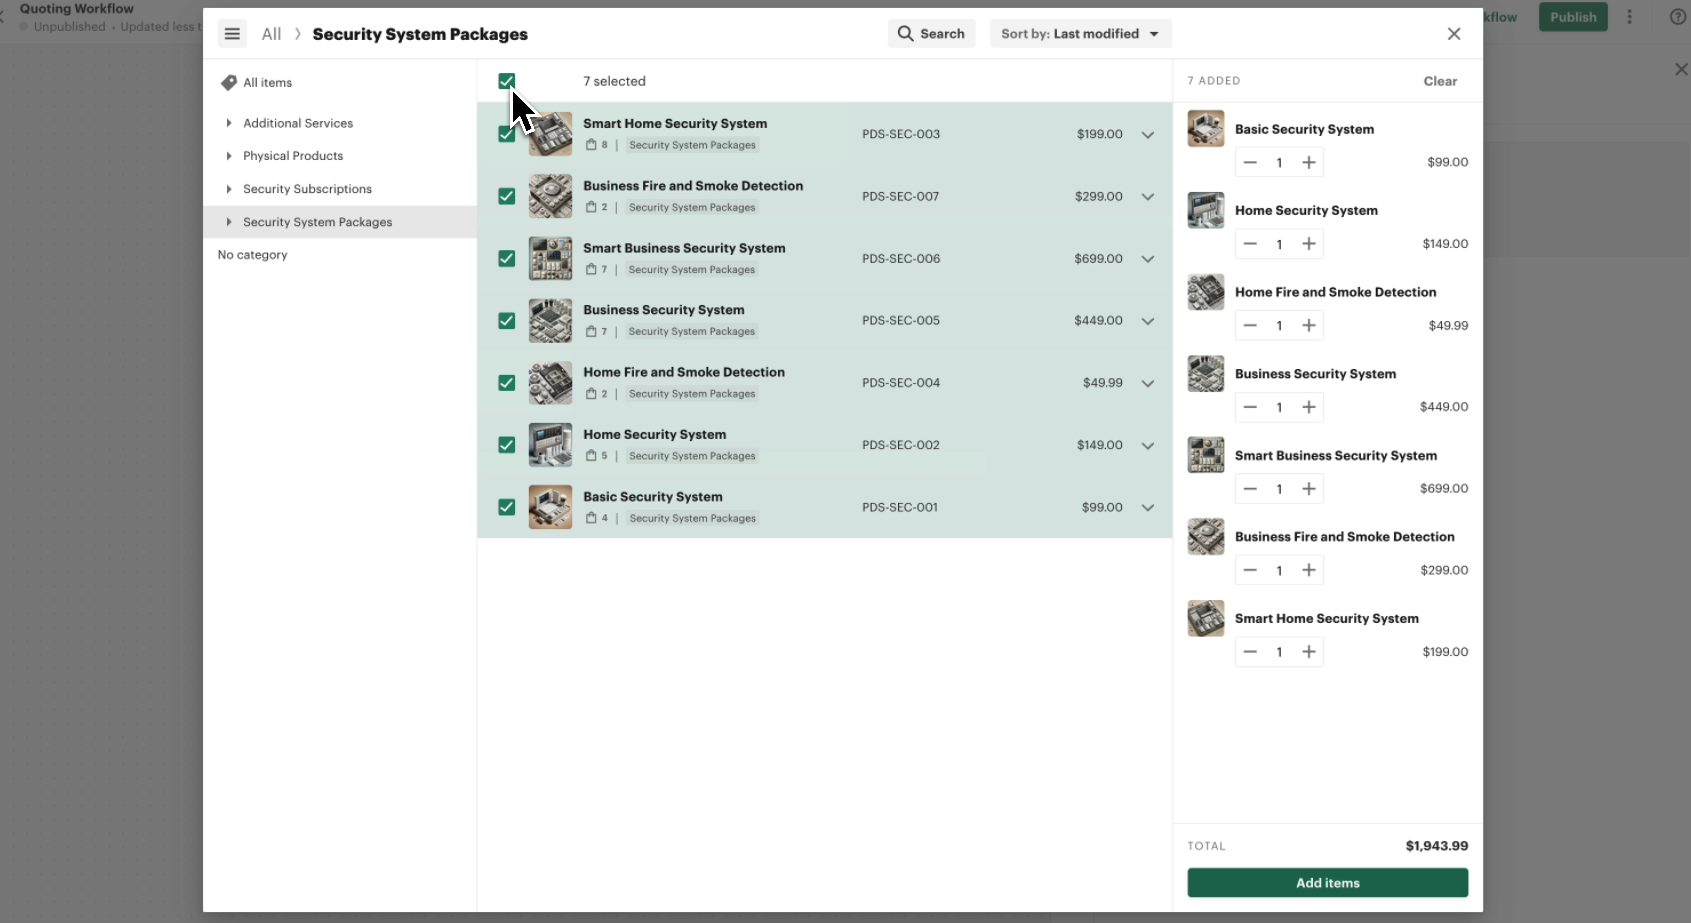 Quoting Workflow
Unpublished • Updated less t
kflow
Publish
All
Security System Packages
Search
Sort by: Last modified
All items
Additional Services
Physical Products
Security Subscriptions
Security System Packages
No category
7 selected
Smart Home Security System
8 | Security System Packages
PDS-SEC-003
$199.00
Business Fire and Smoke Detection
2 | Security System Packages
PDS-SEC-007
$299.00
Smart Business Security System
7 | Security System Packages
PDS-SEC-006
$699.00
Business Security System
7 | Security System Packages
PDS-SEC-005
$449.00
Home Fire and Smoke Detection
2 | Security System Packages
PDS-SEC-004
$49.99
Home Security System
5 | Security System Packages
PDS-SEC-002
$149.00
Basic Security System
4 | Security System Packages
PDS-SEC-001
$99.00
7 ADDED
Clear
Basic Security System
1
$99.00
Home Security System
1
$149.00
Home Fire and Smoke Detection
1
$49.99
Business Security System
1
$449.00
Smart Business Security System
1
$699.00
Business Fire and Smoke Detection
1
$299.00
Smart Home Security System
1
$199.00
TOTAL
$1,943.99
Add items